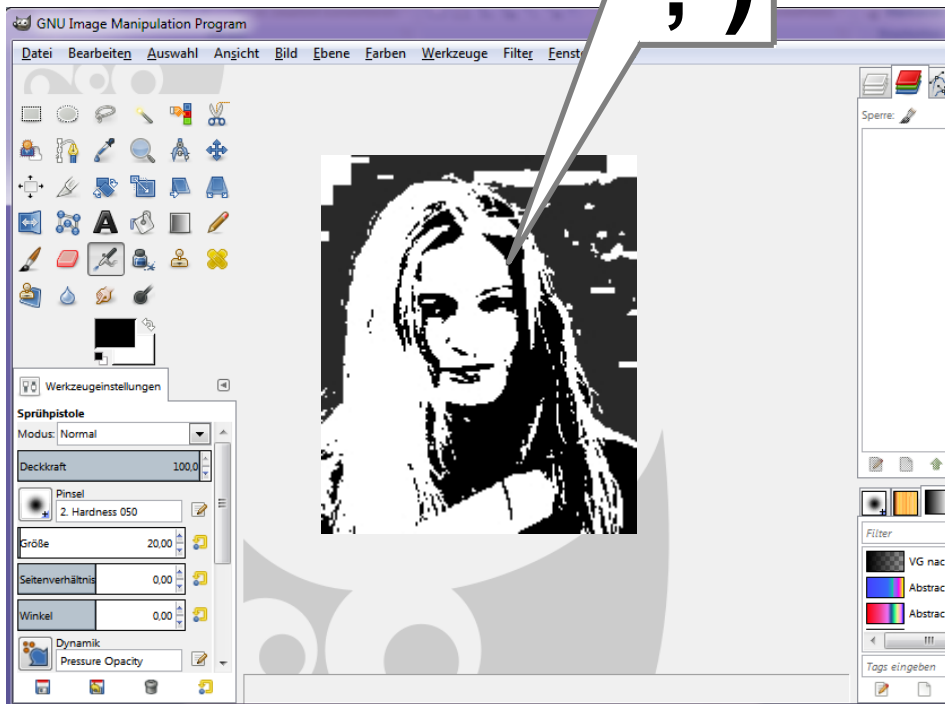 ; )
GNU Image Manipulation Program
Datei Bearbeiten Auswahl Ansicht Bild Ebene Farben Werkzeuge Filter
Sperre:
Werkzeugeinstellungen
Sprühpistole
Modus: Normal
Deckkraft 100,0
Pinsel
2. Hardness 050
Größe 20,00
Seitenverhältnis 0,00
Winkel 0,00
Dynamik
Pressure Opacity
Filter
VG nac
Abstrac
Abstrac
Tags eingeben